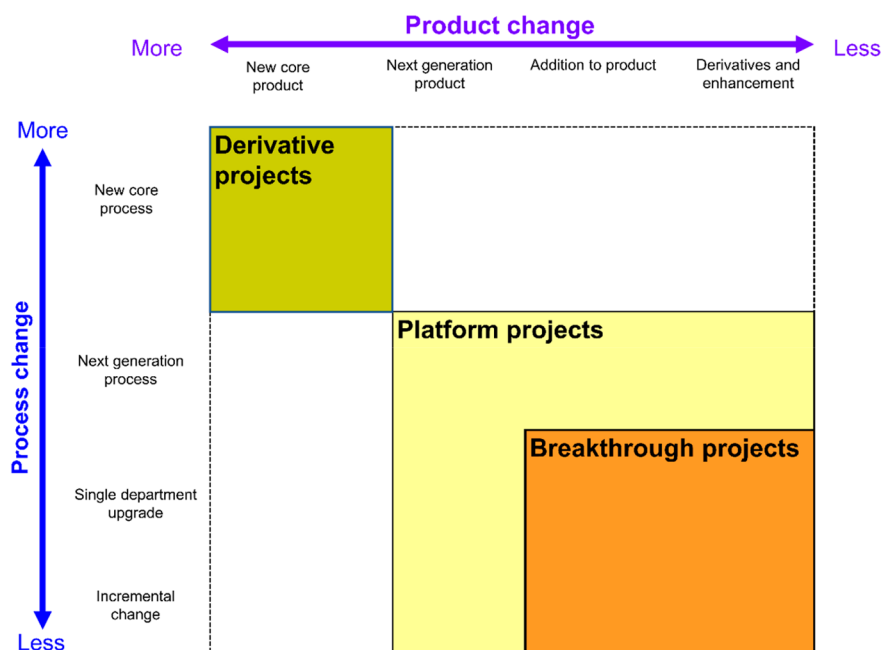 Product change
More
Less
New core
product
Next generation
product
Addition to product
Derivatives and
enhancement
More
Derivative
projects
New core
process
Process change
Platform projects
Next generation
process
Breakthrough projects
Single department
upgrade
Incremental
change
Less